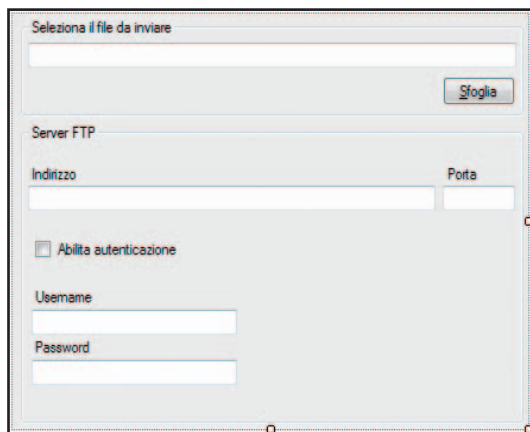 Seleziona il file da inviare
Sfoglia
Server FTP
Indirizzo Porta
Abilita autenticazione
Username
Password